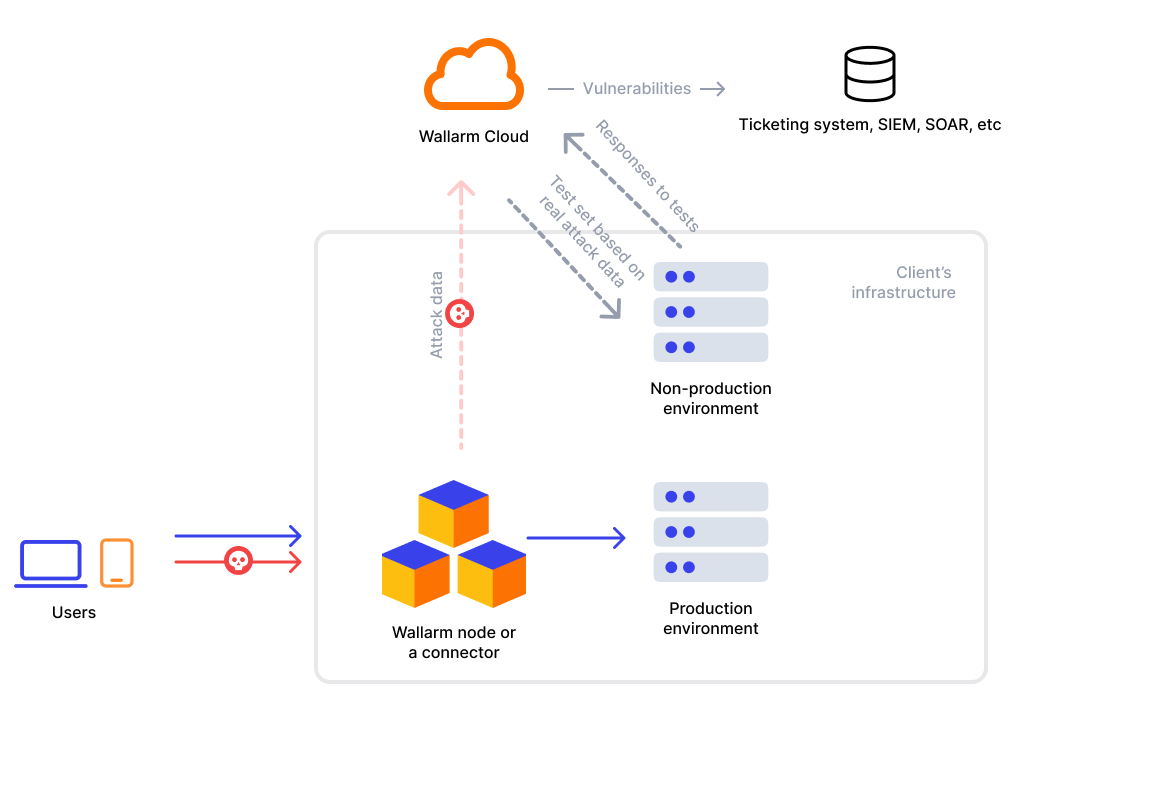 Vulnerabilities
Wallarm Cloud
Ticketing system, SIEM, SOAR, etc
Responses to tests
Test set based on
real attack data
Client’s
infrastructure
Attack data
Non-production
environment
Users
Wallarm node or
a connector
Production
environment